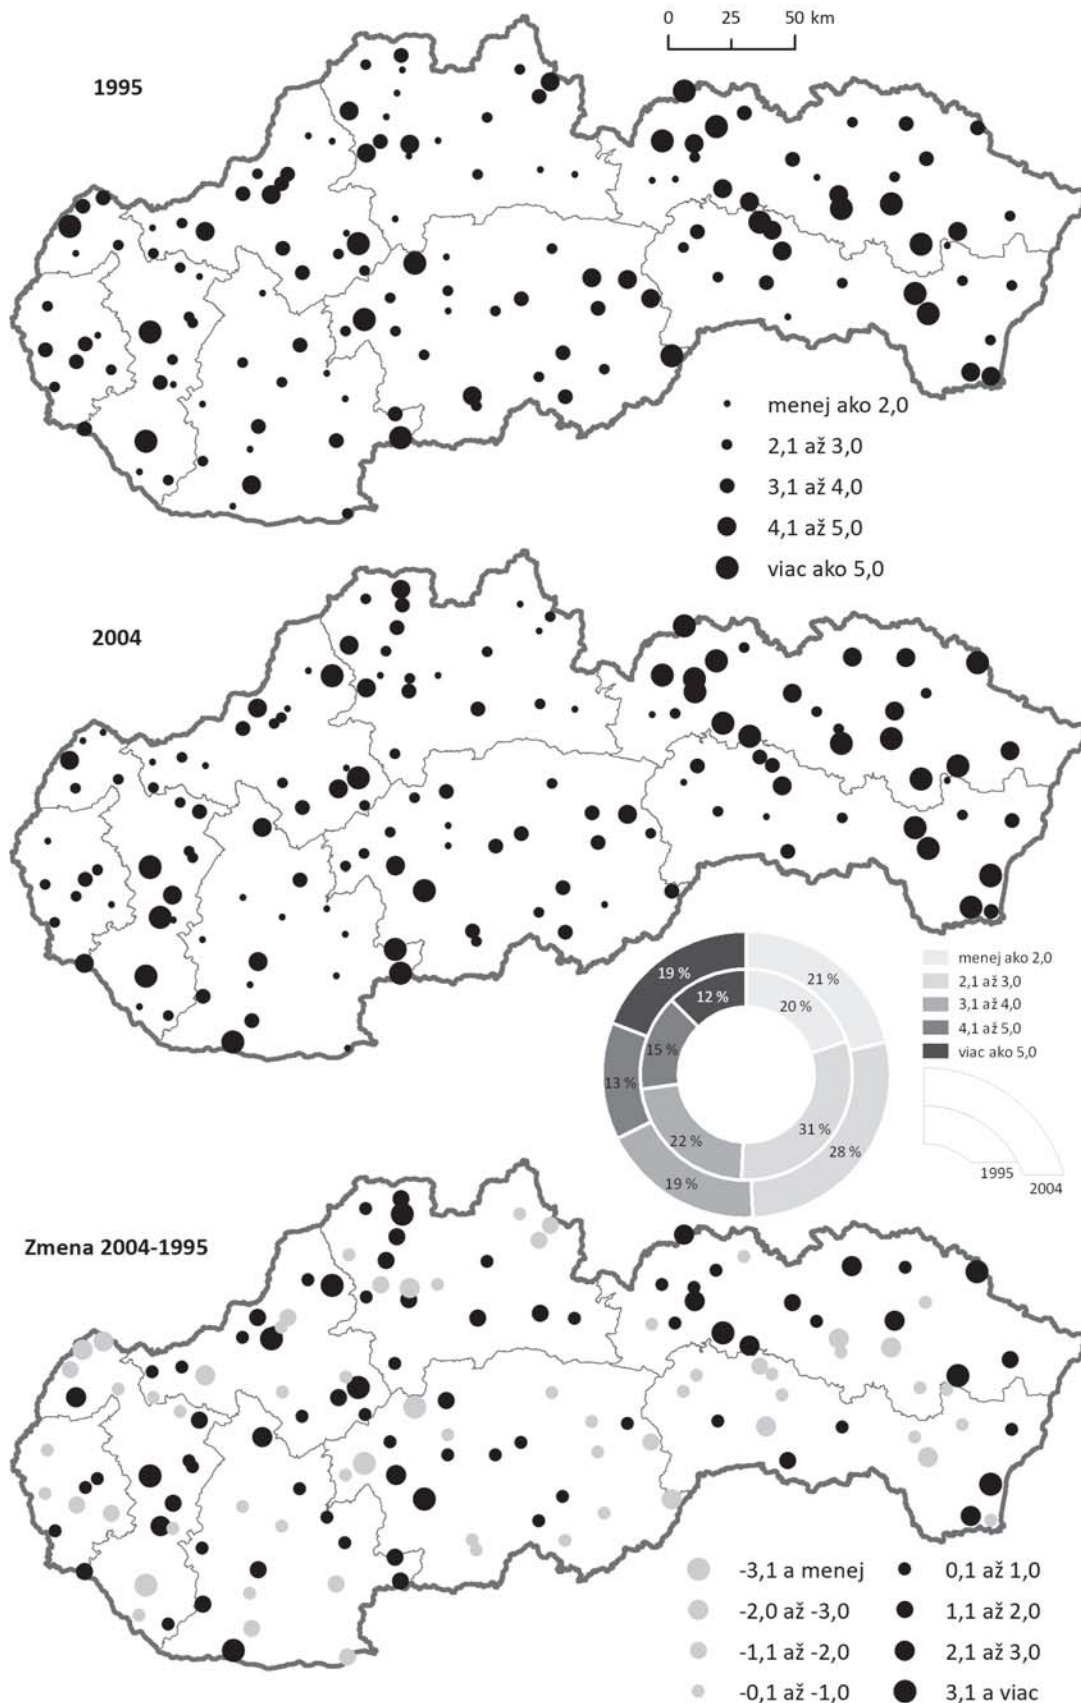 0 25 50 km
1995
menej ako 2,0
2,1 až 3,0
3,1 až 4,0
4,1 až 5,0
viac ako 5,0
2004
19 %
21 %
12 %
20 %
15 %
13 %
31 %
22 %
28 %
19 %
menej ako 2,0
2,1 až 3,0
3,1 až 4,0
4,1 až 5,0
viac ako 5,0
1995
2004
Zmena 2004-1995
-3,1 a menej
-2,0 až -3,0
-1,1 až -2,0
-0,1 až -1,0
0,1 až 1,0
1,1 až 2,0
2,1 až 3,0
3,1 a viac